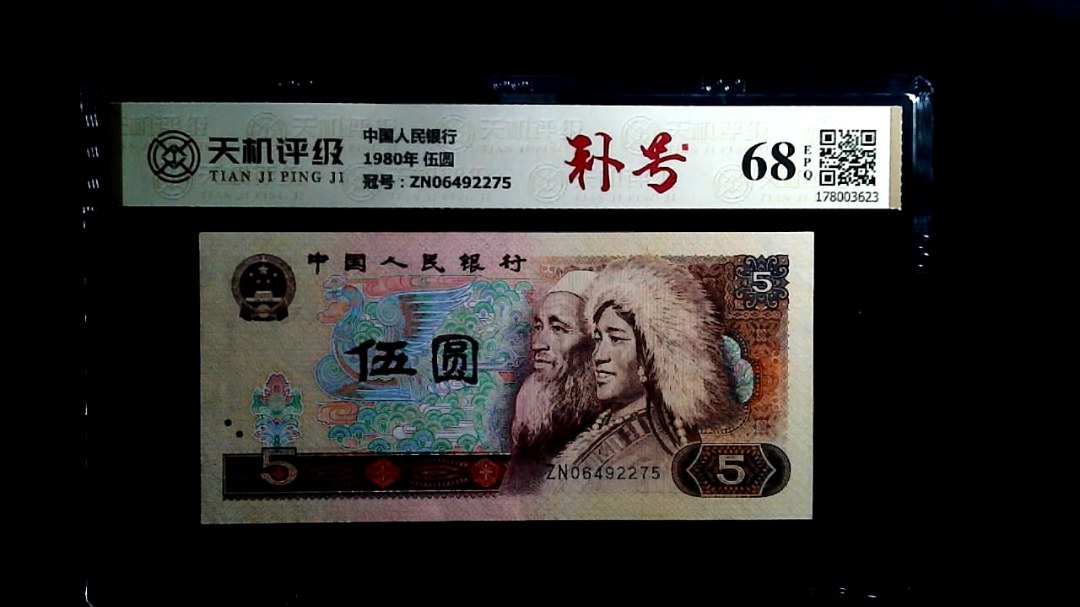 天机评级
TIAN JI PING JI
中国人民银行
1980年 伍圆
冠号：ZN06492275
补号
68
EPQ
178003623
中国人民银行
5
伍圆
5
ZN06492275
5